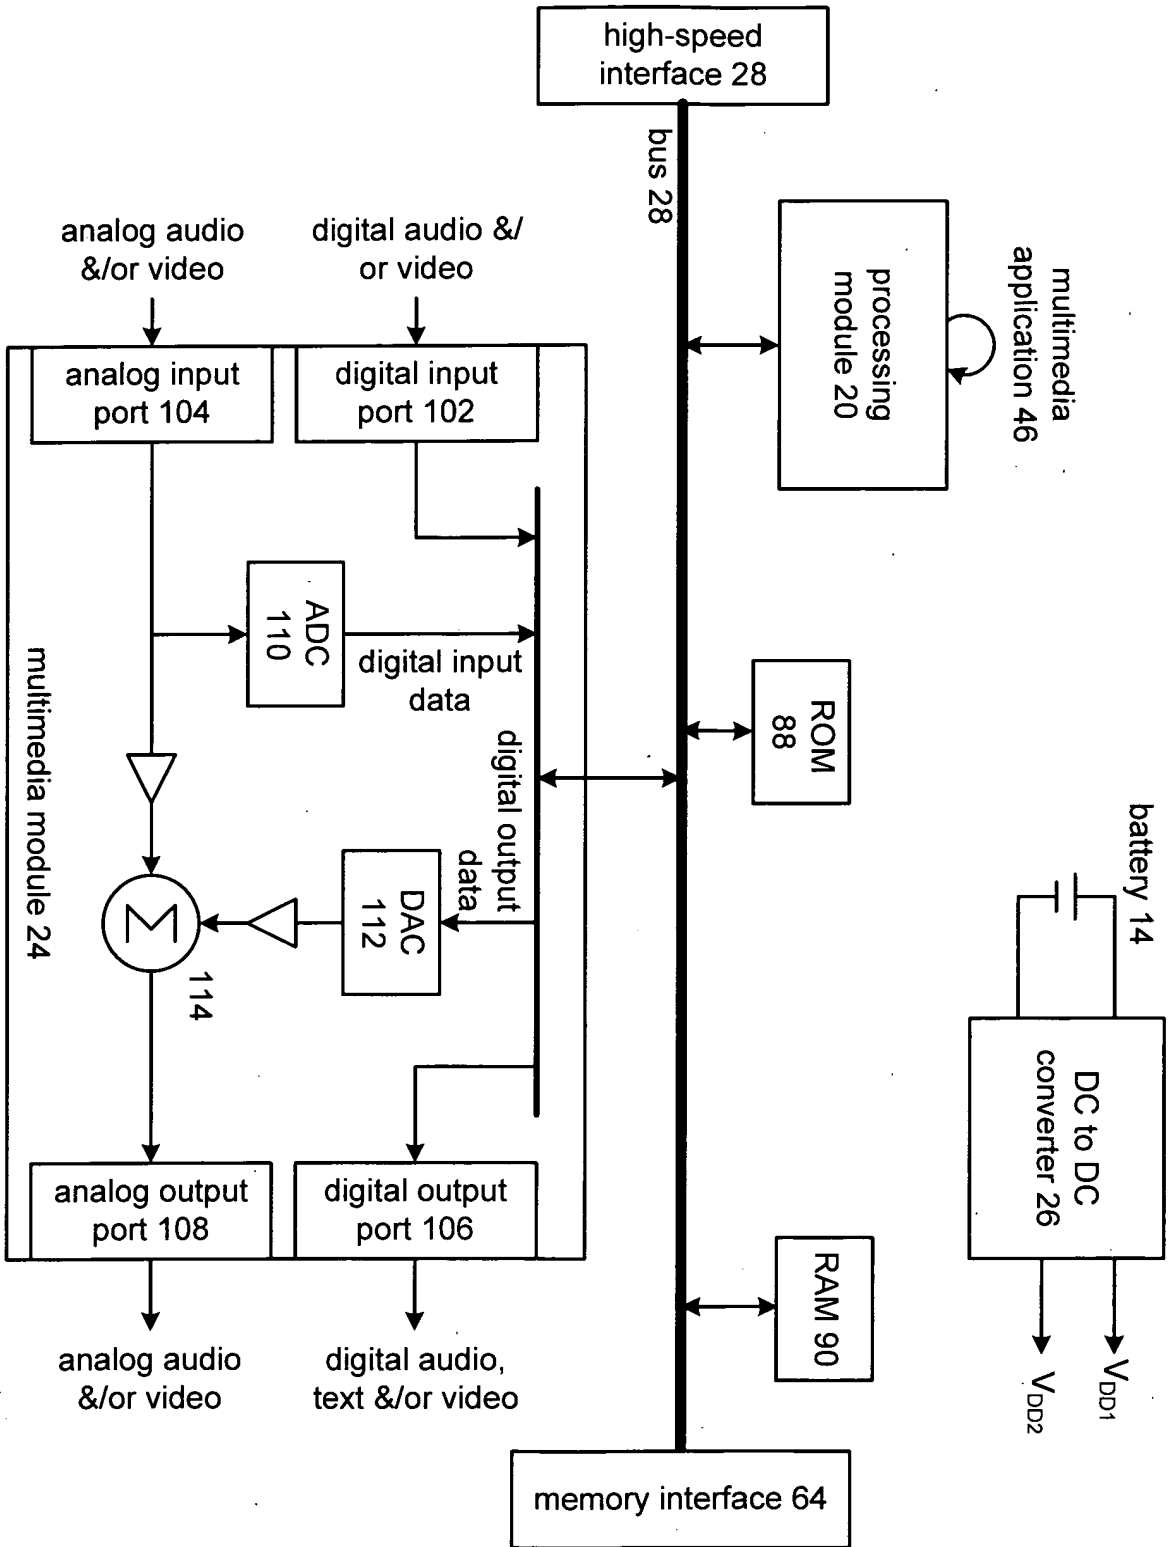 high-speed
interface 28
bus 28
processing
module 20
multimedia
application 46
analog audio
&/or video
digital audio &/
or video
analog input
port 104
digital input
port 102
ADC
110
digital input
data
ROM
88
digital output
data
DAC
112
114
multimedia module 24
battery 14
DC to DC
converter 26
analog output
port 108
digital output
port 106
RAM 90
VDD1
VDD2
analog audio
&/or video
digital audio,
text &/or video
memory interface 64
Σ